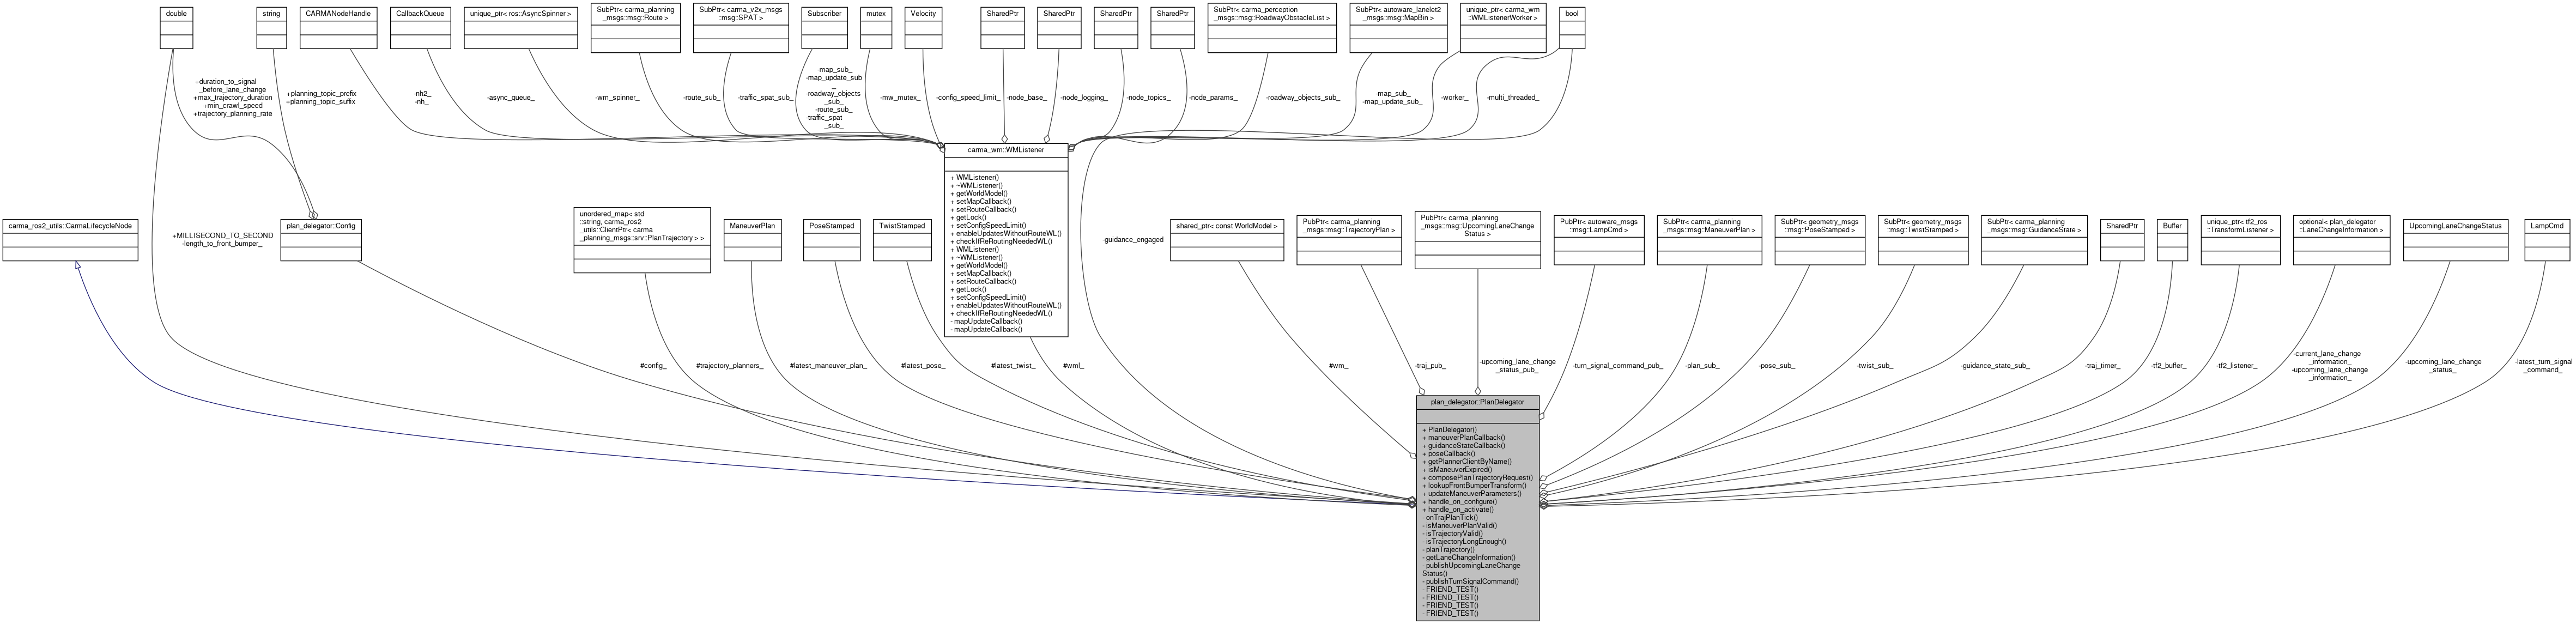 double
string
CARMANodeHandle
CallbackQueue
unique_ptr< ros::AsyncSpinner >
SubPtr< carma_planning
_msgs::msg::Route >
SubPtr< carma_v2x_msgs
::msg::SPAT >
Subscriber
mutex
Velocity
SharedPtr
SharedPtr
SharedPtr
SharedPtr
SubPtr< carma_perception
_msgs::msg::RoadwayObstacleList >
SubPtr< autoware_lanelet2
_msgs::msg::MapBin >
unique_ptr< carma_wm
::WMListenerWorker >
bool
+duration_to_signal
_before_lane_change
+max_trajectory_duration
+min_crawl_speed
+trajectory_planning_rate
+planning_topic_prefix
+planning_topic_suffix
-nh2_
-nh_
-async_queue_
-wm_spinner_
-route_sub_
-traffic_spat_sub_
-map_sub_
-map_update_sub
_
-roadway_objects
_sub_
-route_sub_
-traffic_spat
_sub_
-mw_mutex_
-config_speed_limit_
-node_base_
-node_logging_
-node_topics_
-node_params_
-roadway_objects_sub_
-map_sub_
-map_update_sub_
-worker_
-multi_threaded_
carma_wm::WMListener
+ WMListener()
+ ~WMListener()
+ getWorldModel()
+ setMapCallback()
+ setRouteCallback()
+ getLock()
+ setConfigSpeedLimit()
+ enableUpdatesWithoutRouteWL()
+ checkIfReRoutingNeededWL()
+ WMListener()
+ ~WMListener()
+ getWorldModel()
+ setMapCallback()
+ setRouteCallback()
+ getLock()
+ setConfigSpeedLimit()
+ enableUpdatesWithoutRouteWL()
+ checkIfReRoutingNeededWL()
- mapUpdateCallback()
- mapUpdateCallback()
carma_ros2_utils::CarmaLifecycleNode
+MILLISECOND_TO_SECOND
-length_to_front_bumper_
plan_delegator::Config
unordered_map< std
::string, carma_ros2
_utils::ClientPtr< carma
_planning_msgs::srv::PlanTrajectory > >
ManeuverPlan
PoseStamped
TwistStamped
-guidance_engaged
shared_ptr< const WorldModel >
PubPtr< carma_planning
_msgs::msg::TrajectoryPlan >
PubPtr< carma_planning
_msgs::msg::UpcomingLaneChange
Status >
PubPtr< autoware_msgs
::msg::LampCmd >
SubPtr< carma_planning
_msgs::msg::ManeuverPlan >
SubPtr< geometry_msgs
::msg::PoseStamped >
SubPtr< geometry_msgs
::msg::TwistStamped >
SubPtr< carma_planning
_msgs::msg::GuidanceState >
SharedPtr
Buffer
unique_ptr< tf2_ros
::TransformListener >
optional< plan_delegator
::LaneChangeInformation >
UpcomingLaneChangeStatus
LampCmd
#config_
#trajectory_planners_
#latest_maneuver_plan_
#latest_pose_
#latest_twist_
#wml_
#wm_
-traj_pub_
-upcoming_lane_change
_status_pub_
-turn_signal_command_pub_
-plan_sub_
-pose_sub_
-twist_sub_
-guidance_state_sub_
-traj_timer_
-tf2_buffer_
-tf2_listener_
-current_lane_change
_information_
-upcoming_lane_change
_information_
-upcoming_lane_change
_status_
-latest_turn_signal
_command_
plan_delegator::PlanDelegator
+ PlanDelegator()
+ maneuverPlanCallback()
+ guidanceStateCallback()
+ poseCallback()
+ getPlannerClientByName()
+ isManeuverExpired()
+ composePlanTrajectoryRequest()
+ lookupFrontBumperTransform()
+ updateManeuverParameters()
+ handle_on_configure()
+ handle_on_activate()
- onTrajPlanTick()
- isManeuverPlanValid()
- isTrajectoryValid()
- isTrajectoryLongEnough()
- planTrajectory()
- getLaneChangeInformation()
- publishUpcomingLaneChange
Status()
- publishTurnSignalCommand()
- FRIEND_TEST()
- FRIEND_TEST()
- FRIEND_TEST()
- FRIEND_TEST()